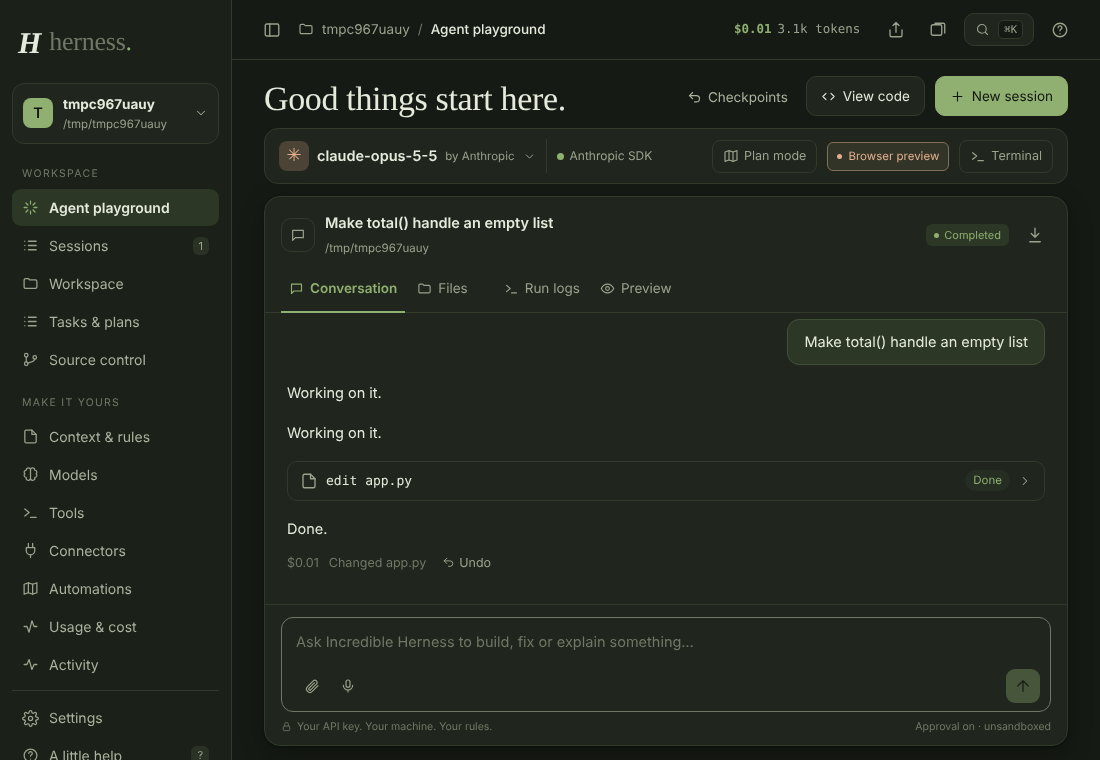 H herness.
tmpc967uauy / Agent playground
$0.01 3.1k tokens
⌘K
T
tmpc967uauy
/tmp/tmpc967uauy
WORKSPACE
Agent playground
Sessions
1
Workspace
Tasks & plans
Source control
MAKE IT YOURS
Context & rules
Models
Tools
Connectors
Automations
Usage & cost
Activity
Settings
A little help
?
Good things start here.
Checkpoints
View code
New session
claude-opus-5-5 by Anthropic
Anthropic SDK
Plan mode
Browser preview
Terminal
Make total() handle an empty list
/tmp/tmpc967uauy
Completed
Conversation
Files
Run logs
Preview
Make total() handle an empty list
Working on it.
Working on it.
edit app.py
Done
Done.
$0.01 Changed app.py Undo
Ask Incredible Herness to build, fix or explain something...
Your API key. Your machine. Your rules.
Approval on · unsandboxed